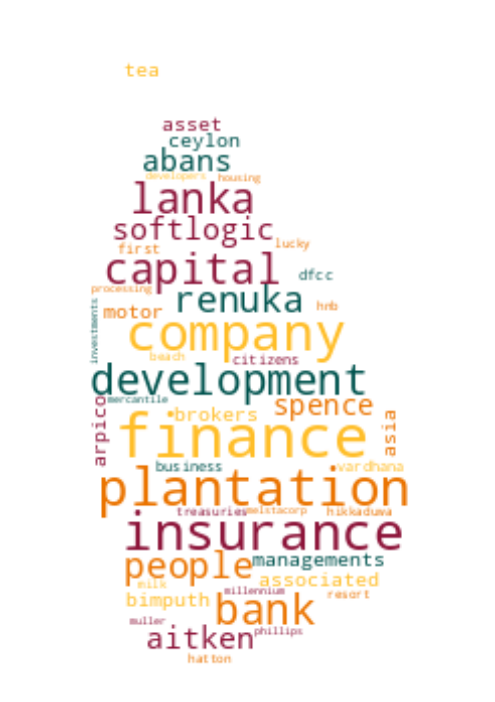 tea
asset
ceylon
abans
developers housing
lanka
softlogic
first lucky
capital dfcc
processing
renuka
investments motor hnb
company
beach citizens
development
mercantile
arpico brokers spence
finance asia
business vardhana
plantation
treasuries melstacorp hikkaduwa
insurance
people managements
milk associated
millennium resort
bimputh bank
muller
aitken phillips
hatton